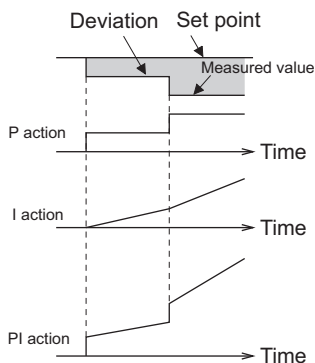 Deviation
Set point
Measured value
P action
Time
I action
Time
PI action
Time